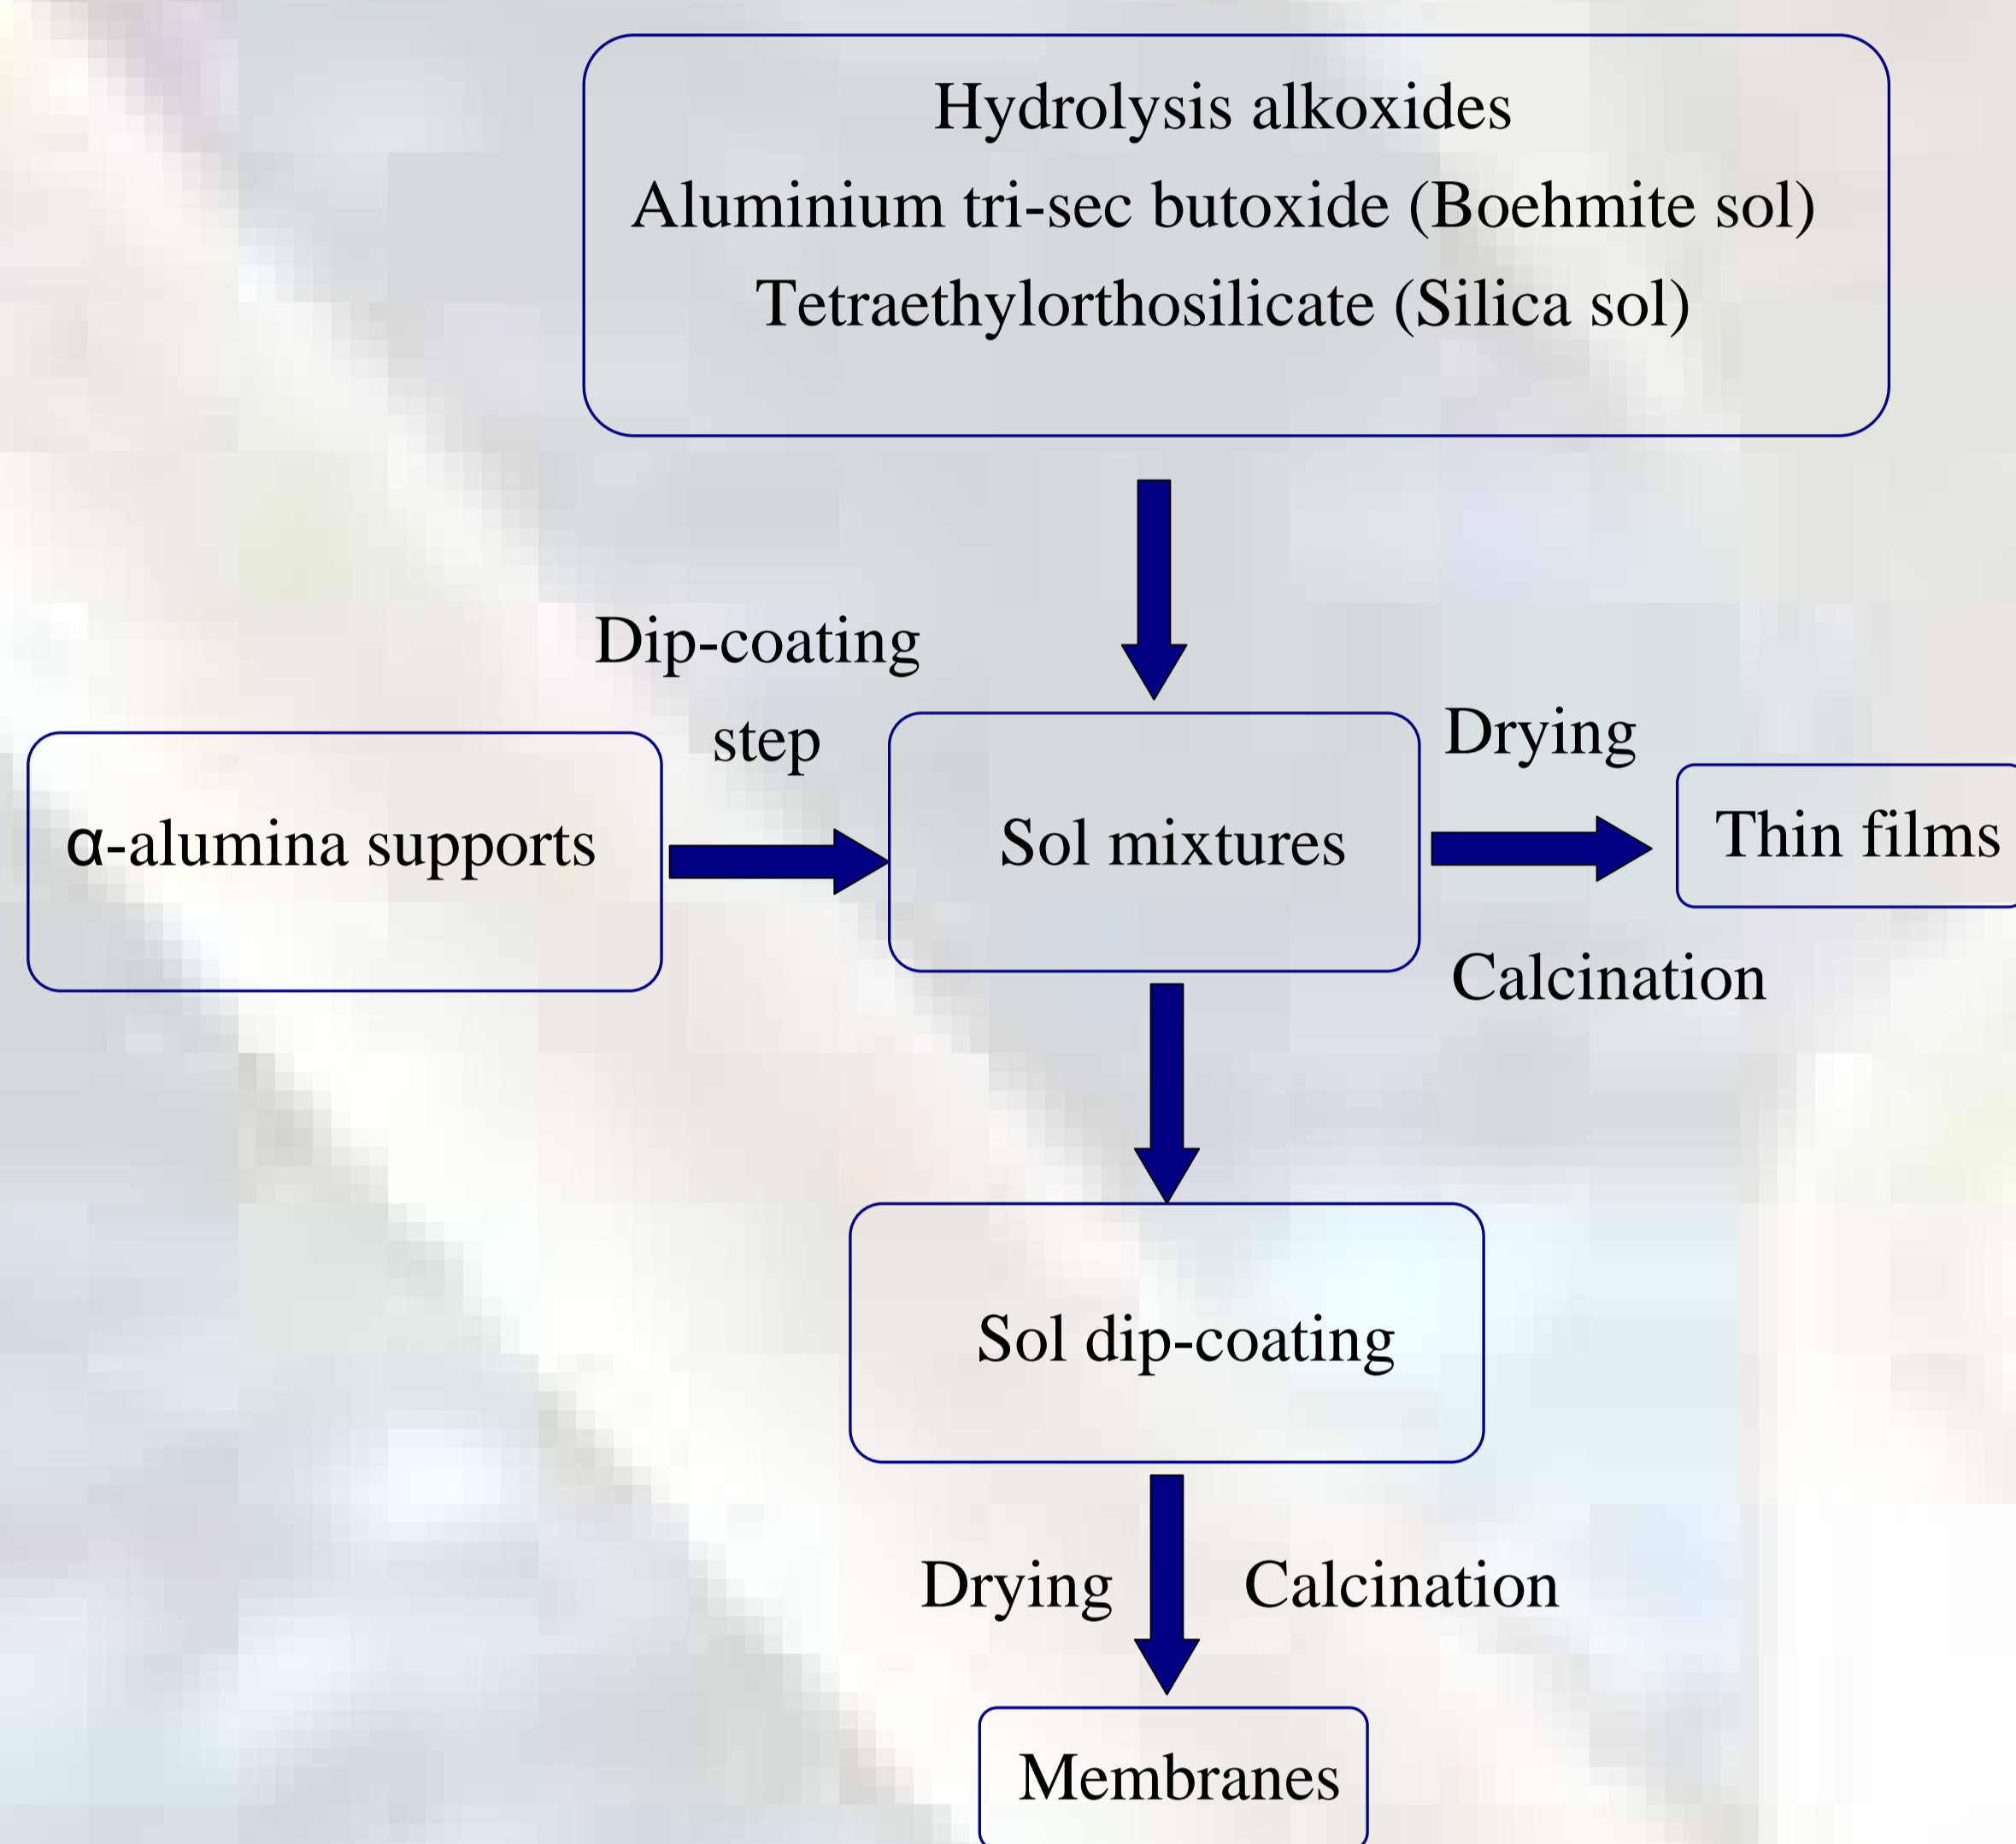 Hydrolysis alkoxides
Aluminium tri-sec butoxide (Boehmite sol)
Tetraethylorthosilicate (Silica sol)
Dip-coating
step
α-alumina supports
Sol mixtures
Drying
Thin films
Calcination
Sol dip-coating
Drying
Calcination
Membranes